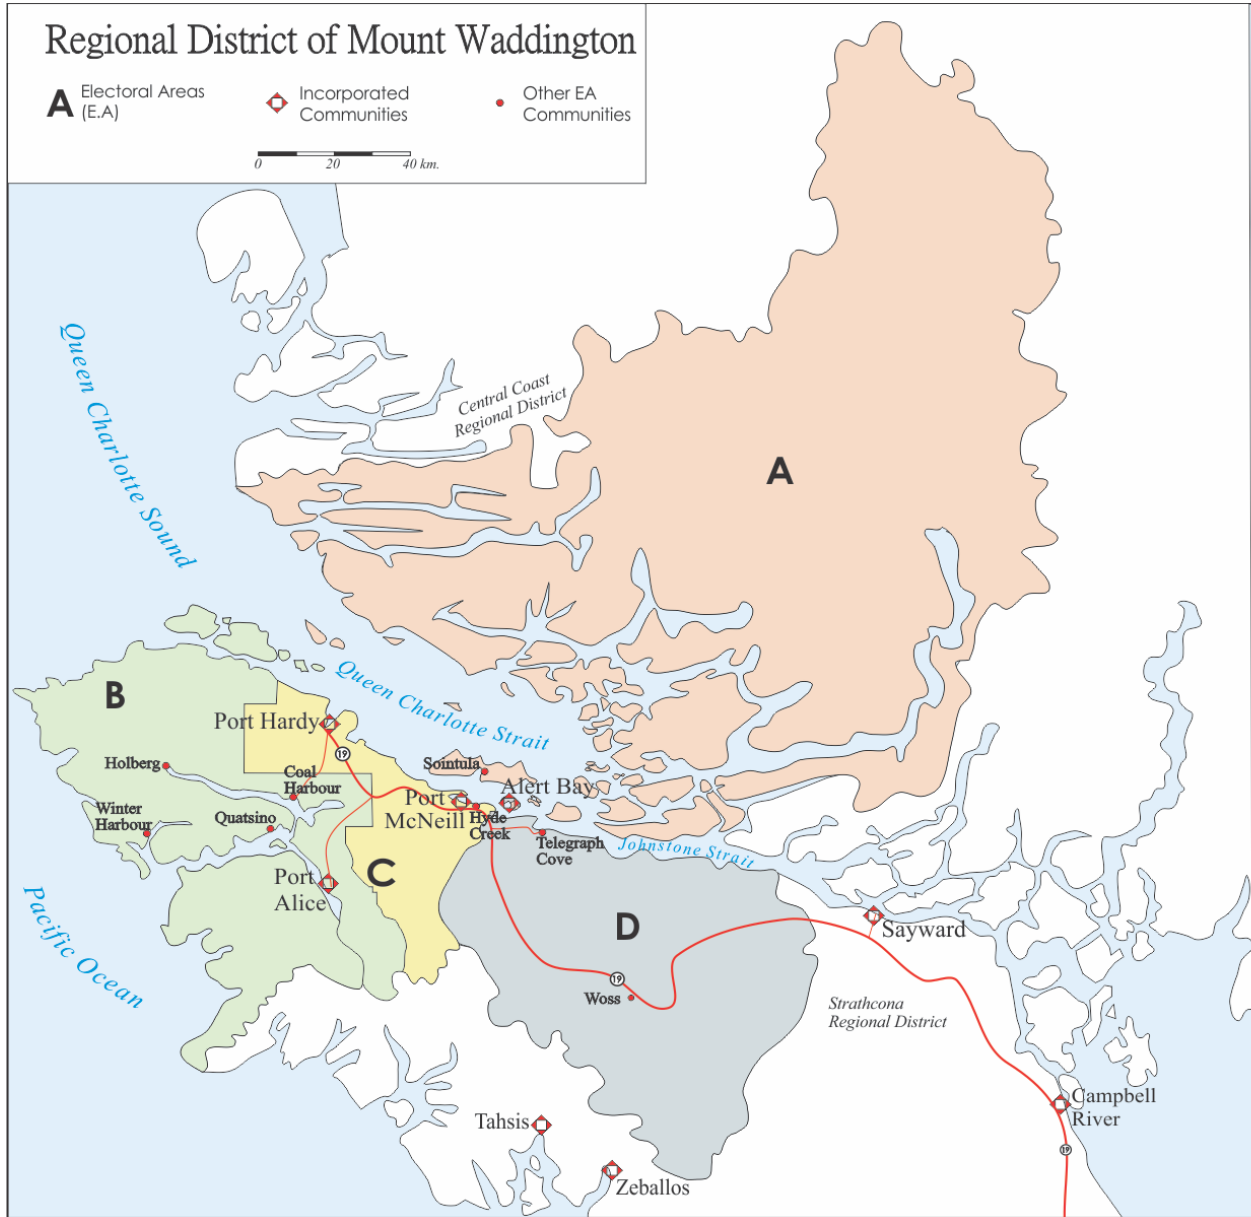 Regional District of Mount Waddington
A
Electoral Areas
(E.A)
Incorporated
Communities
Other EA
Communities
0 20 40 km.
Queen Charlotte Sound
Central Coast
Regional District
A
B
Queen Charlotte Strait
Port Hardy
19
Holberg
Coal
Harbour
Sointula
Alert Bay
Winter
Harbour
Quatsino
Port
McNeill
Hyde
Creek
Telegraph
Cove
Johnstone Strait
Port
Alice
C
Pacific Ocean
D
Sayward
19
Woss
Strathcona
Regional District
Campbell
River
Tahsis
19
Zeballos